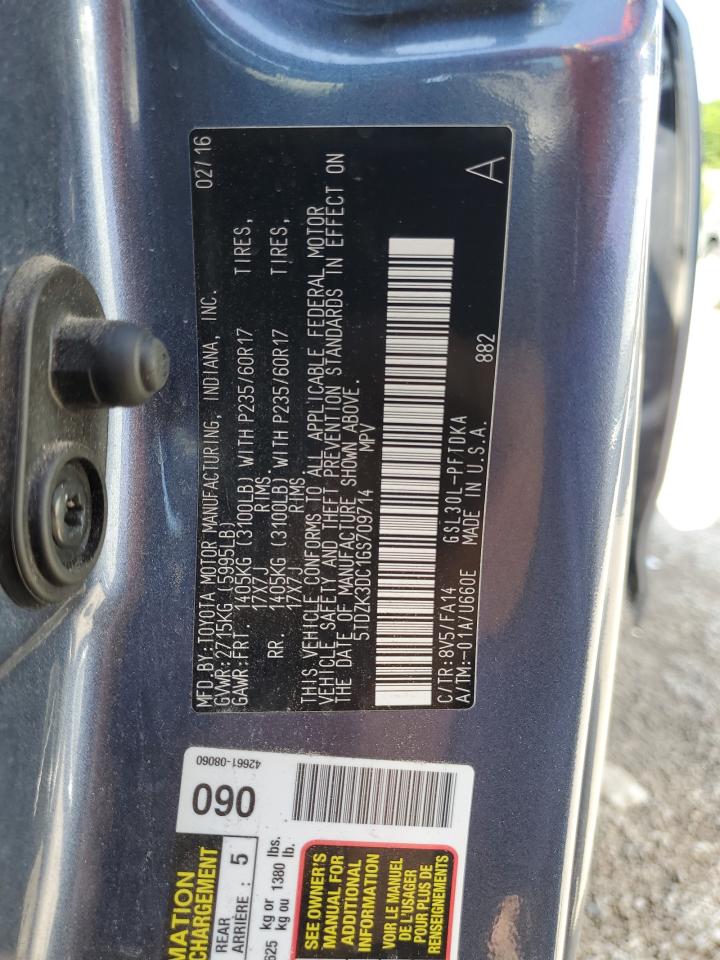 MFD.BY:TOYOTA MOTOR MANUFACTURING, INDIANA, INC. 02/16
GVWR:2715KG (5995LB)
GAWR:FRT. 1405KG (3100LB) WITH P235/60R17 TIRES,
17X7J RIMS
RR. 1405KG (3100LB) WITH P235/60R17 TIRES,
17X7J RIMS
THIS VEHICLE CONFORMS TO ALL APPLICABLE FEDERAL MOTOR
VEHICLE SAFETY AND THEFT PREVENTION STANDARDS IN EFFECT ON
THE DATE OF MANUFACTURE SHOWN ABOVE.
5TDZK3DC1GS709714 MPV
C/TR:8V5/FA14 GSL30L-PFTDKA 882
A/TM:-01A/U660E MADE IN U.S.A. A
42661-08060
060
MATION
CHARGEMENT
REAR
ARRIÈRE : 5
625 kg or 1380 lbs.
kg ou lb.
SEE OWNER'S
MANUAL FOR
ADDITIONAL
INFORMATION
VOIR LE MANUEL
DE L'USAGER
POUR PLUS DE
RENSEIGNEMENTS